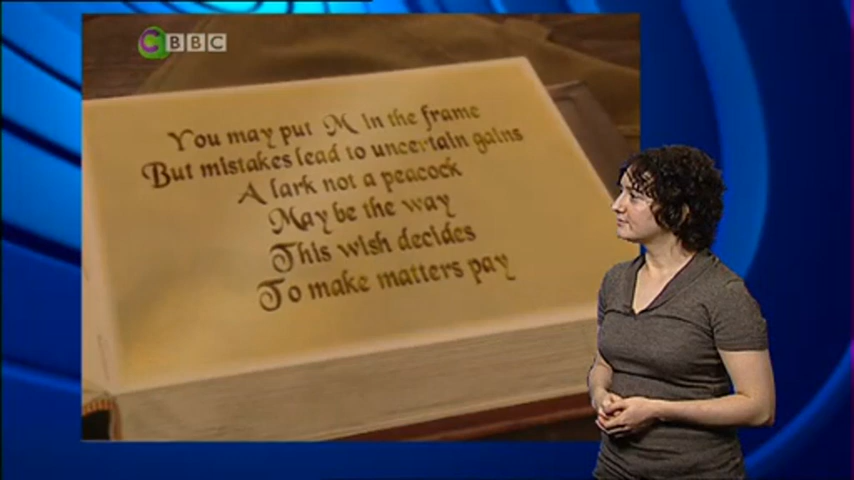 CBBC
You may put M in the frame
But mistakes lead to uncertain gains
A lark not a peacock
May be the way
This wish decides
To make matters pay